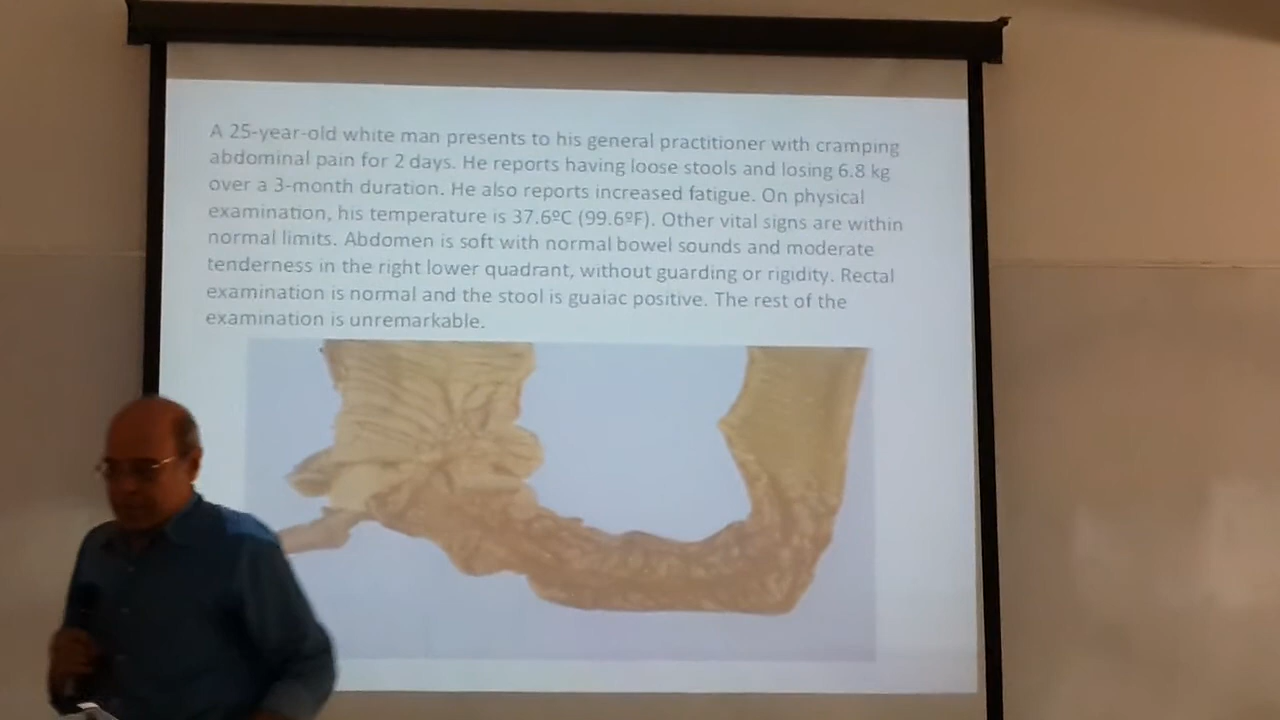 A 25-year-old white man presents to his general practitioner with cramping
abdominal pain for 2 days. He reports having loose stools and losing 6.8 kg
over a 3-month duration. He also reports increased fatigue. On physical
examination, his temperature is 37.6ºC (99.6ºF). Other vital signs are within
normal limits. Abdomen is soft with normal bowel sounds and moderate
tenderness in the right lower quadrant, without guarding or rigidity. Rectal
examination is normal and the stool is guaiac positive. The rest of the
examination is unremarkable.